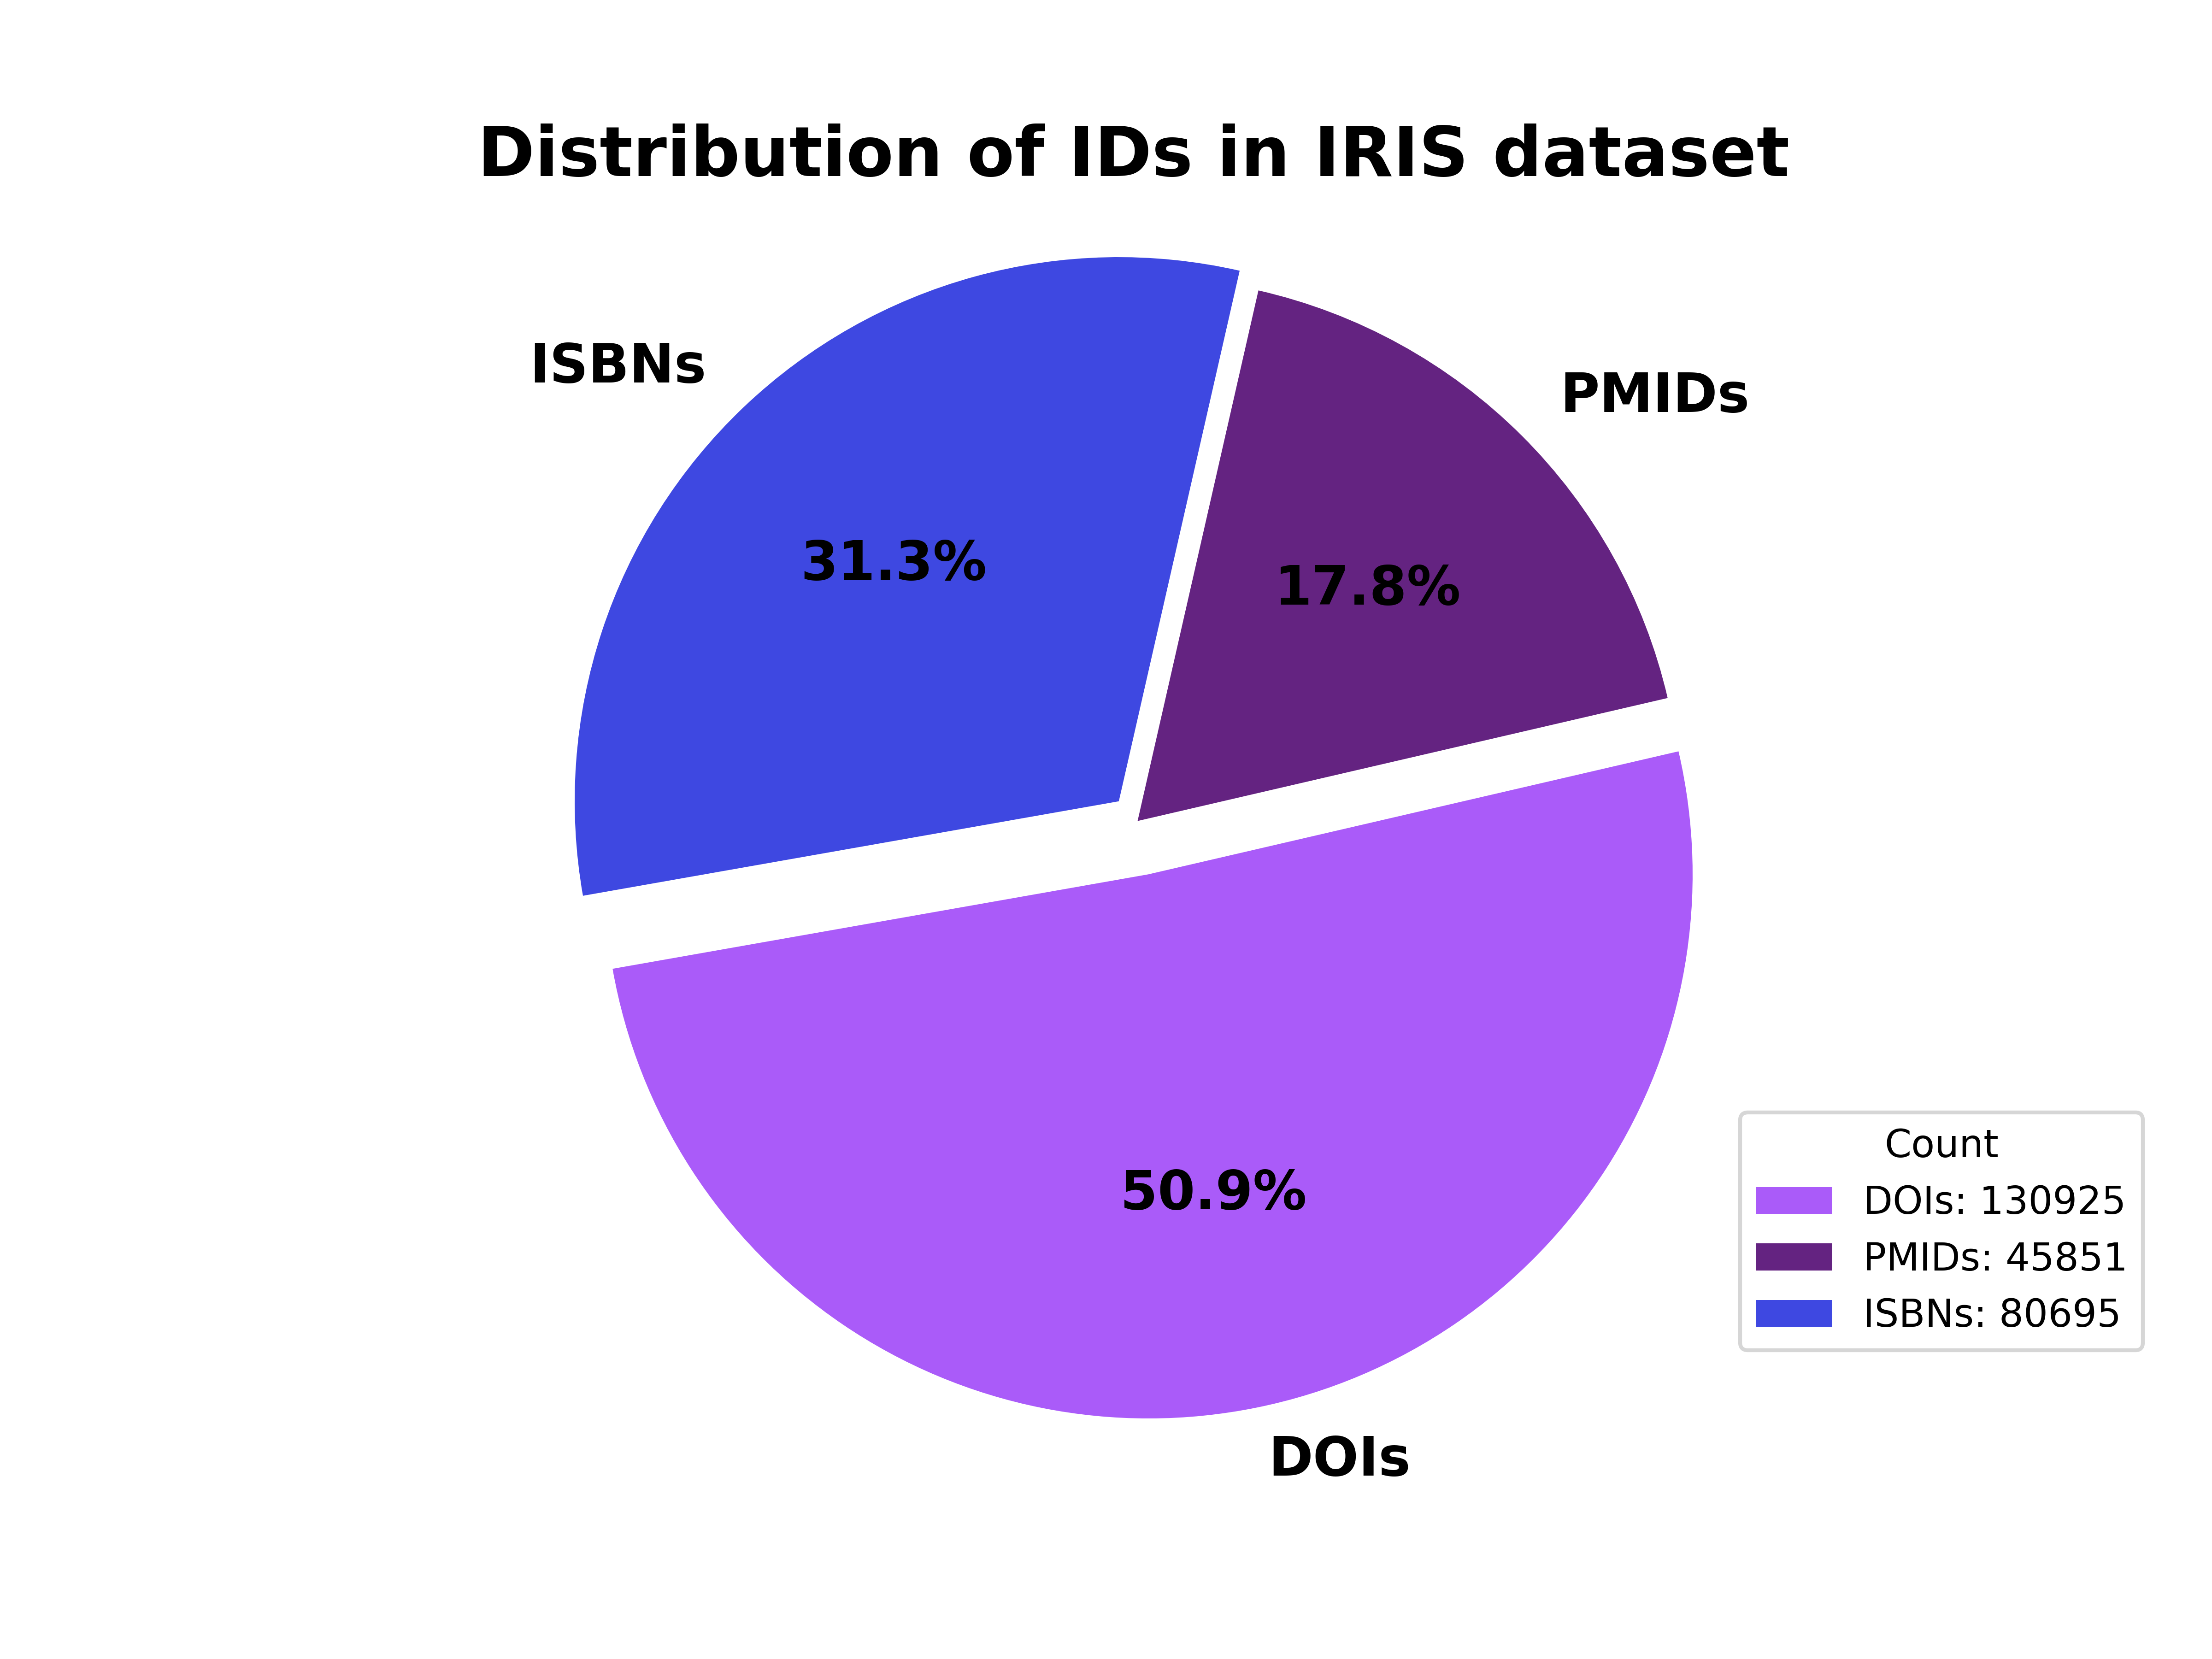 Distribution of IDs in IRIS dataset
ISBNs
PMIDs
31.3%
17.8%
50.9%
DOIs
Count
DOIs: 130925
PMIDs: 45851
ISBNs: 80695